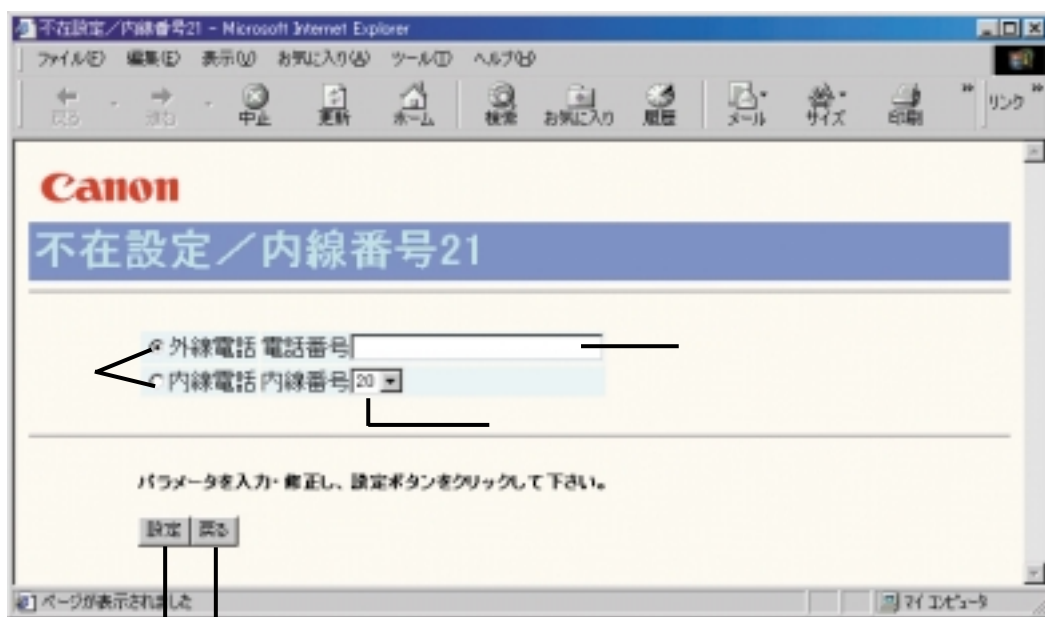 不在設定／内線番号21 - Microsoft Internet Explorer
ファイル(F) 編集(E) 表示(V) お気に入り(A) ツール(T) ヘルプ(H)
戻る 進む 中止 更新 ホーム 検索 お気に入り 履歴 メール サイズ 印刷 » リンク »
Canon
不在設定／内線番号21
外線電話 電話番号
内線電話 内線番号 20
パラメータを入力・修正し、設定ボタンをクリックして下さい。
設定 戻る
ページが表示されました マイ コンピュータ